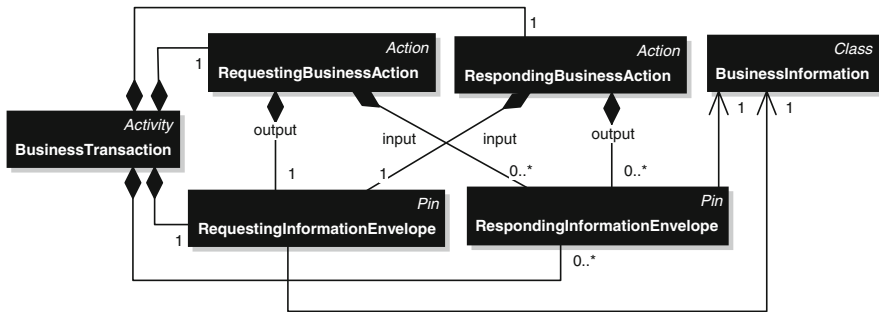 1
Action
RequestingBusinessAction
1
Action
RespondingBusinessAction
Class
BusinessInformation
1
1
Activity
BusinessTransaction
output
input
input
output
1
1
0..*
0..*
Pin
RequestingInformationEnvelope
1
Pin
RespondingInformationEnvelope
0..*